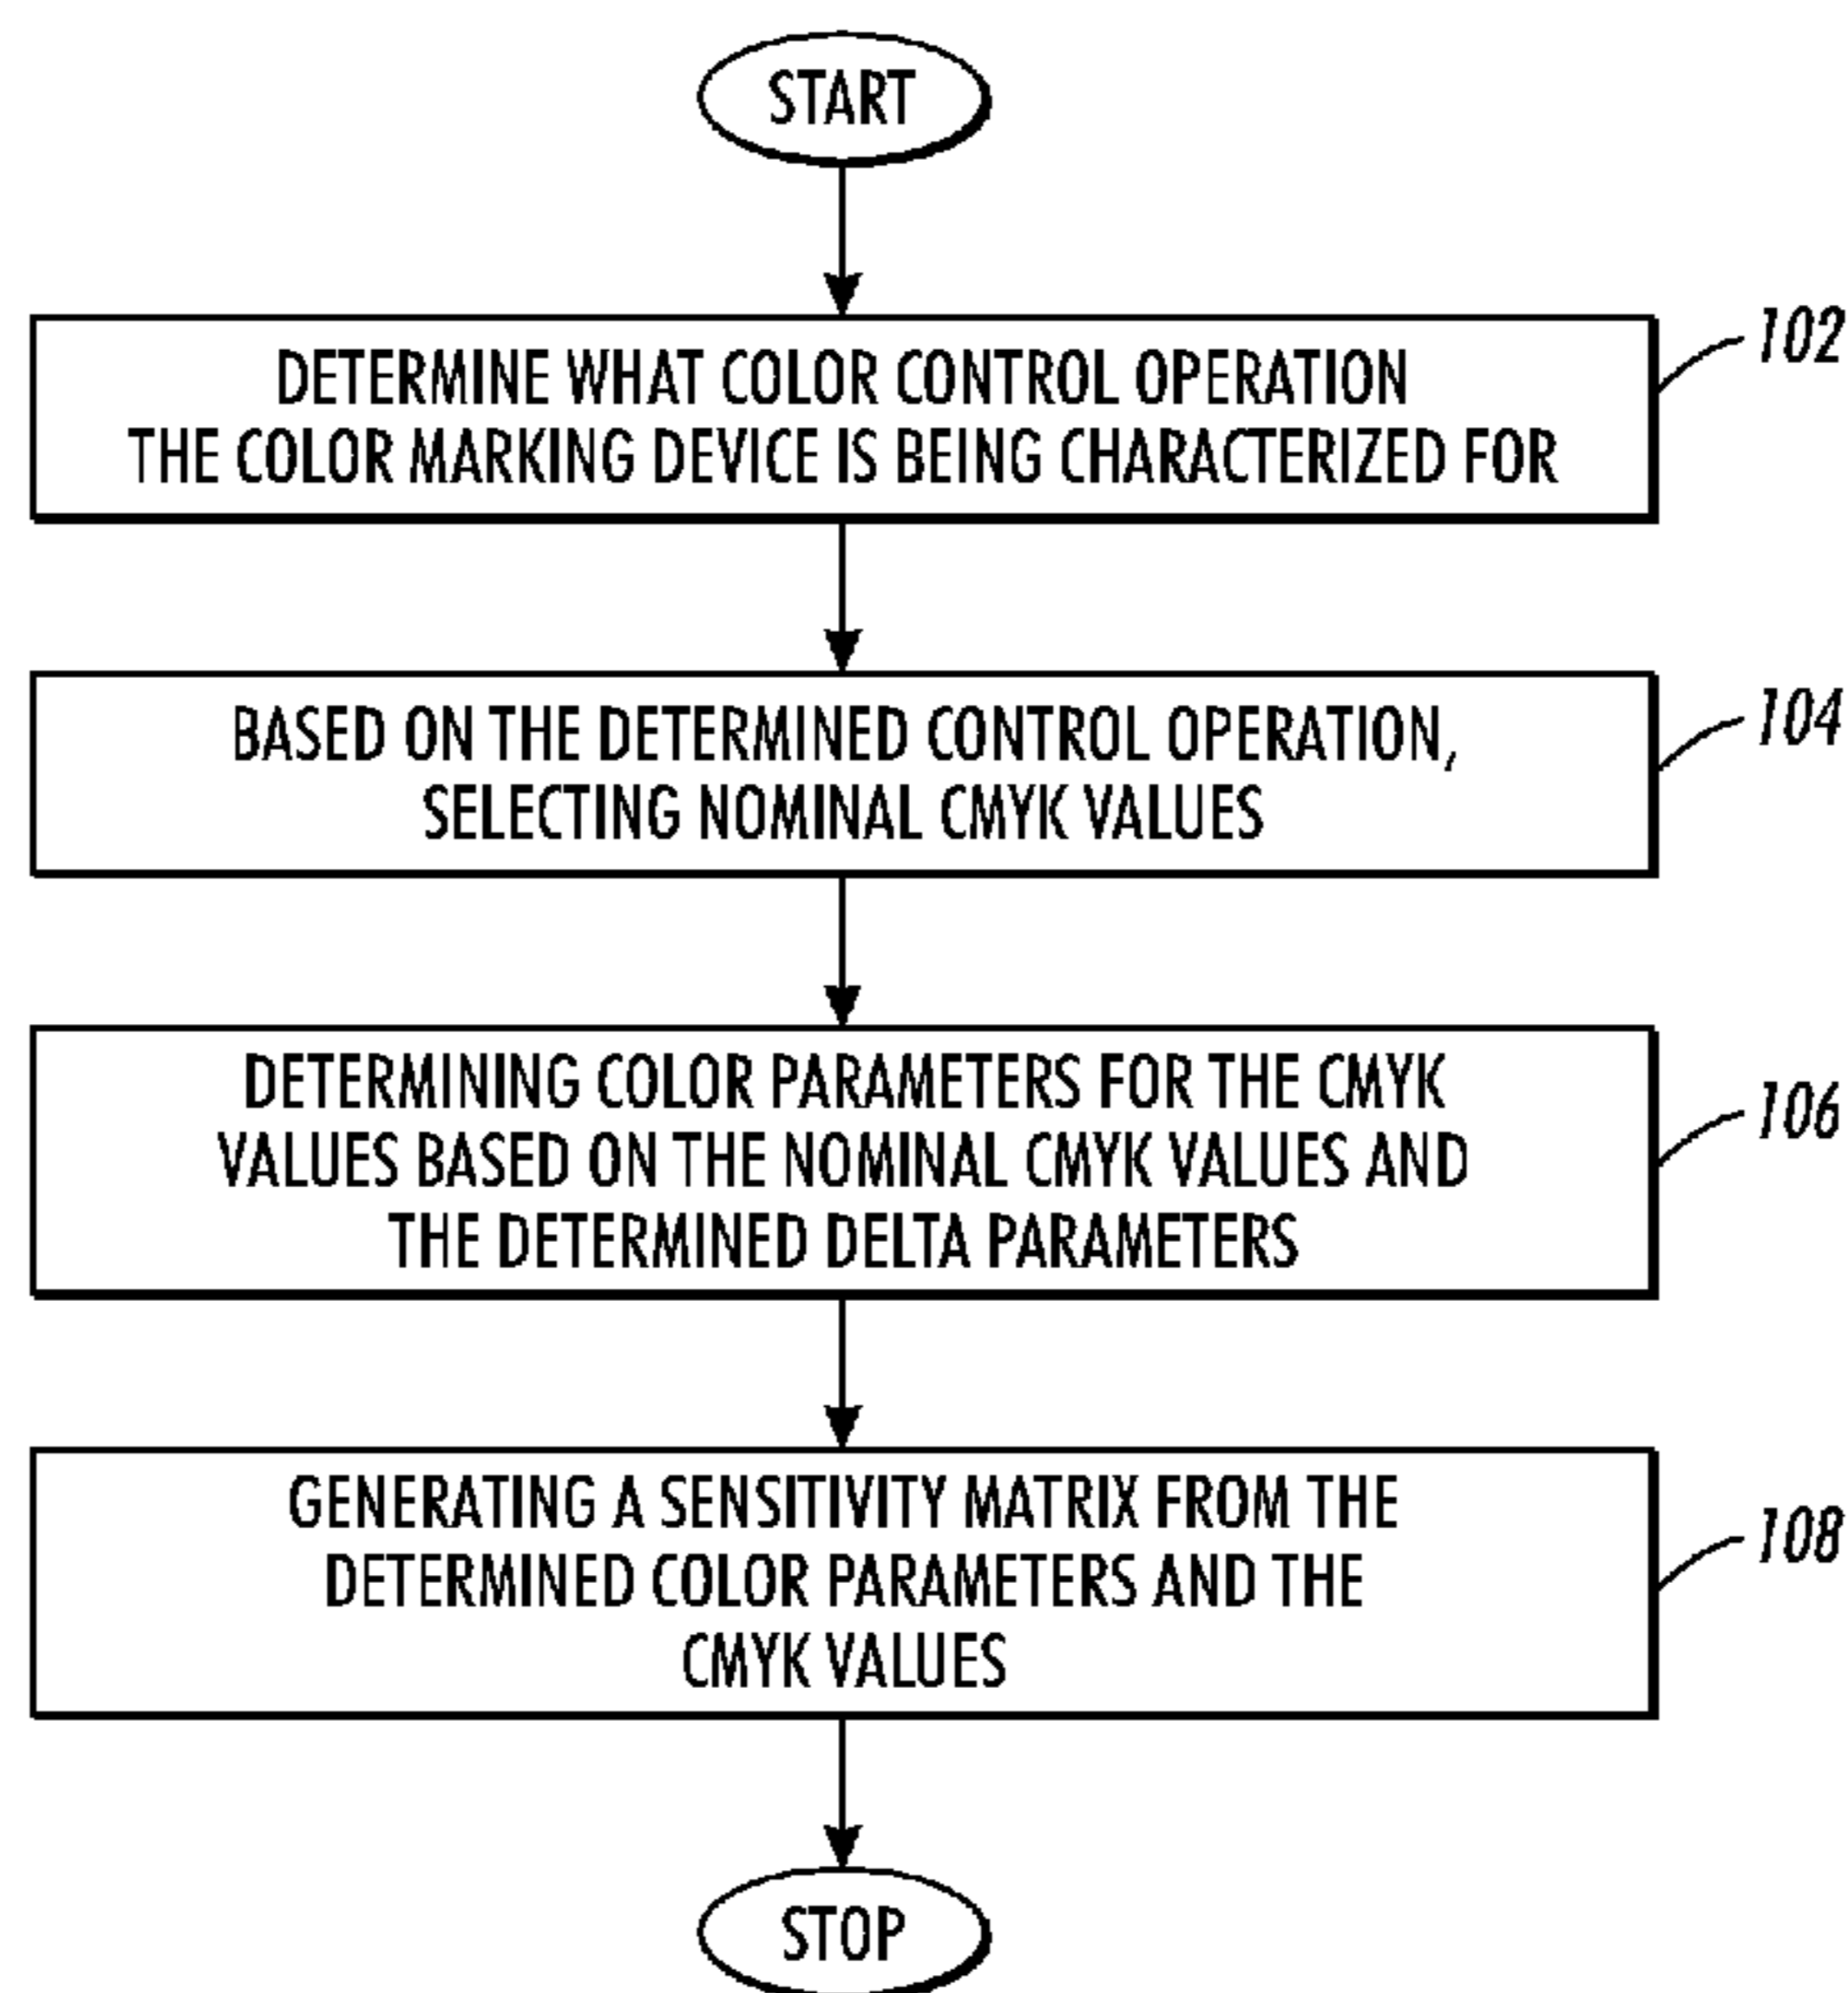 START
DETERMINE WHAT COLOR CONTROL OPERATION
THE COLOR MARKING DEVICE IS BEING CHARACTERIZED FOR
102
BASED ON THE DETERMINED CONTROL OPERATION,
SELECTING NOMINAL CMYK VALUES
104
DETERMINING COLOR PARAMETERS FOR THE CMYK
VALUES BASED ON THE NOMINAL CMYK VALUES AND
THE DETERMINED DELTA PARAMETERS
106
GENERATING A SENSITIVITY MATRIX FROM THE
DETERMINED COLOR PARAMETERS AND THE
CMYK VALUES
108
STOP